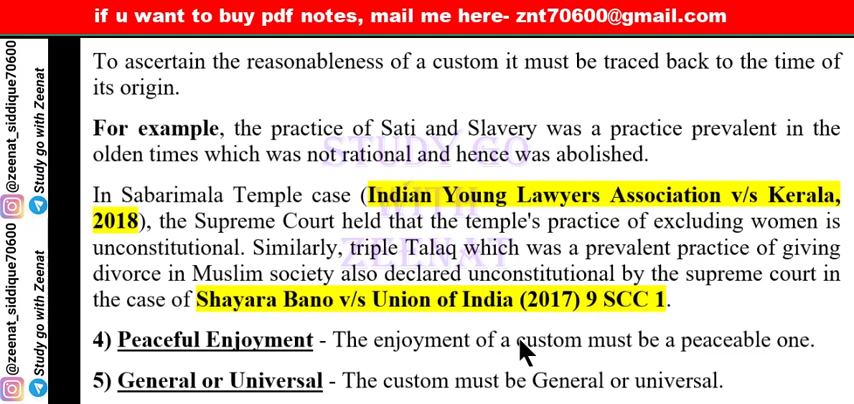 if u want to buy pdf notes, mail me here- znt70600@gmail.com
To ascertain the reasonableness of a custom it must be traced back to the time of
its origin.
For example, the practice of Sati and Slavery was a practice prevalent in the
olden times which was not rational and hence was abolished.
In Sabarimala Temple case (Indian Young Lawyers Association v/s Kerala,
2018), the Supreme Court held that the temple's practice of excluding women is
unconstitutional. Similarly, triple Talaq which was a prevalent practice of giving
divorce in Muslim society also declared unconstitutional by the supreme court in
the case of Shayara Bano v/s Union of India (2017) 9 SCC 1.
4) Peaceful Enjoyment - The enjoyment of a custom must be a peaceable one.
5) General or Universal - The custom must be General or universal.
STUDY GO
WITH
ZEENAT
@zeenat_siddique70600
Study go with Zeenat
@zeenat_siddique70600
Study go with Zeenat